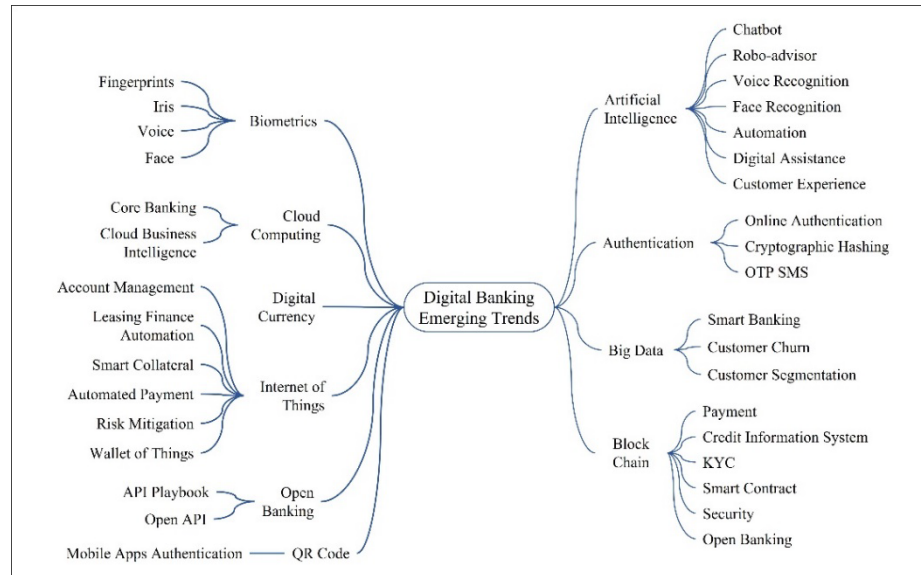 Fingerprints
Iris
Voice
Face
Biometrics
Core Banking
Cloud Business
Intelligence
Cloud
Computing
Digital
Currency
Account Management
Leasing Finance
Automation
Smart Collateral
Automated Payment
Risk Mitigation
Wallet of Things
Internet of
Things
API Playbook
Open API
Open
Banking
Mobile Apps Authentication
QR Code
Digital Banking
Emerging Trends
Artificial
Intelligence
Chatbot
Robo-advisor
Voice Recognition
Face Recognition
Automation
Digital Assistance
Customer Experience
Authentication
Online Authentication
Cryptographic Hashing
OTP SMS
Big Data
Smart Banking
Customer Churn
Customer Segmentation
Block
Chain
Payment
Credit Information System
KYC
Smart Contract
Security
Open Banking